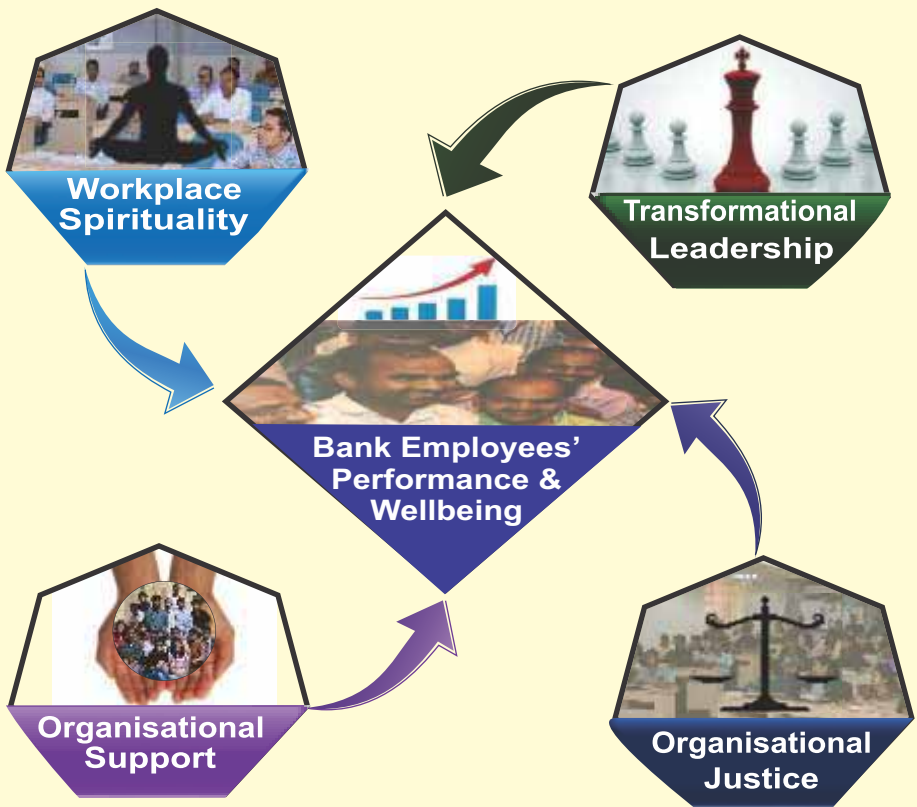 Workplace
Spirituality
Transformational
Leadership
Bank Employees’
Performance &
Wellbeing
Organisational
Support
Organisational
Justice